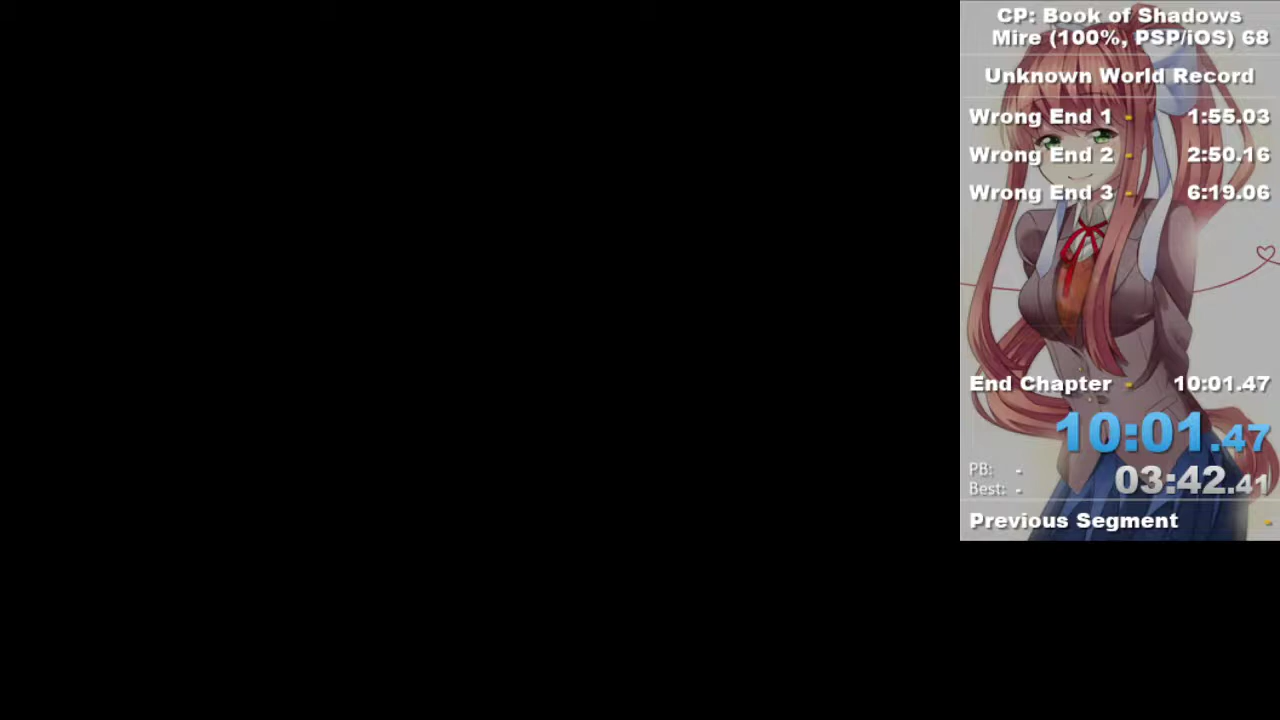 CP: Book of Shadows
Mire (100%, PSP/iOS) 68
Unknown World Record
Wrong End 1 - 1:55.03
Wrong End 2 - 2:50.16
Wrong End 3 - 6:19.06
End Chapter - 10:01.47
10:01.47
PB: -
03:42.41
Best: -
Previous Segment -